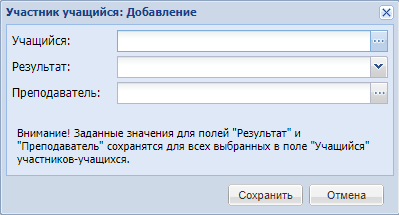 Участник учащийся: Добавление
Учащийся:
Результат:
Преподаватель:
Внимание! Заданные значения для полей "Результат" и
"Преподаватель" сохранятся для всех выбранных в поле "Учащийся"
участников-учащихся.
Сохранить Отмена